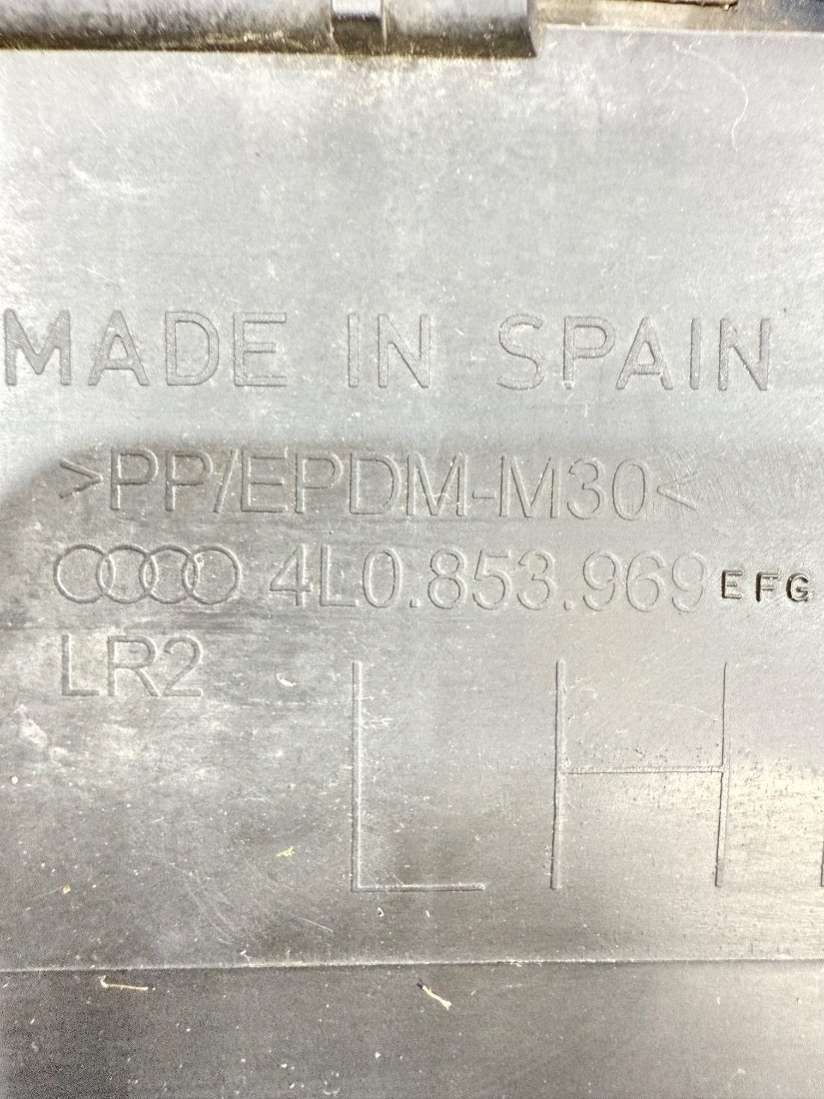 MADE IN SPAIN
>PP/EPDM-M30<
4L0.853.969 EFG
LR2
LH